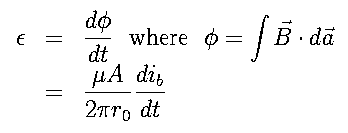 ϵ = dϕ/dt where ϕ = ∫ B⃗ · da⃗
= μA/2πr₀ di_b/dt